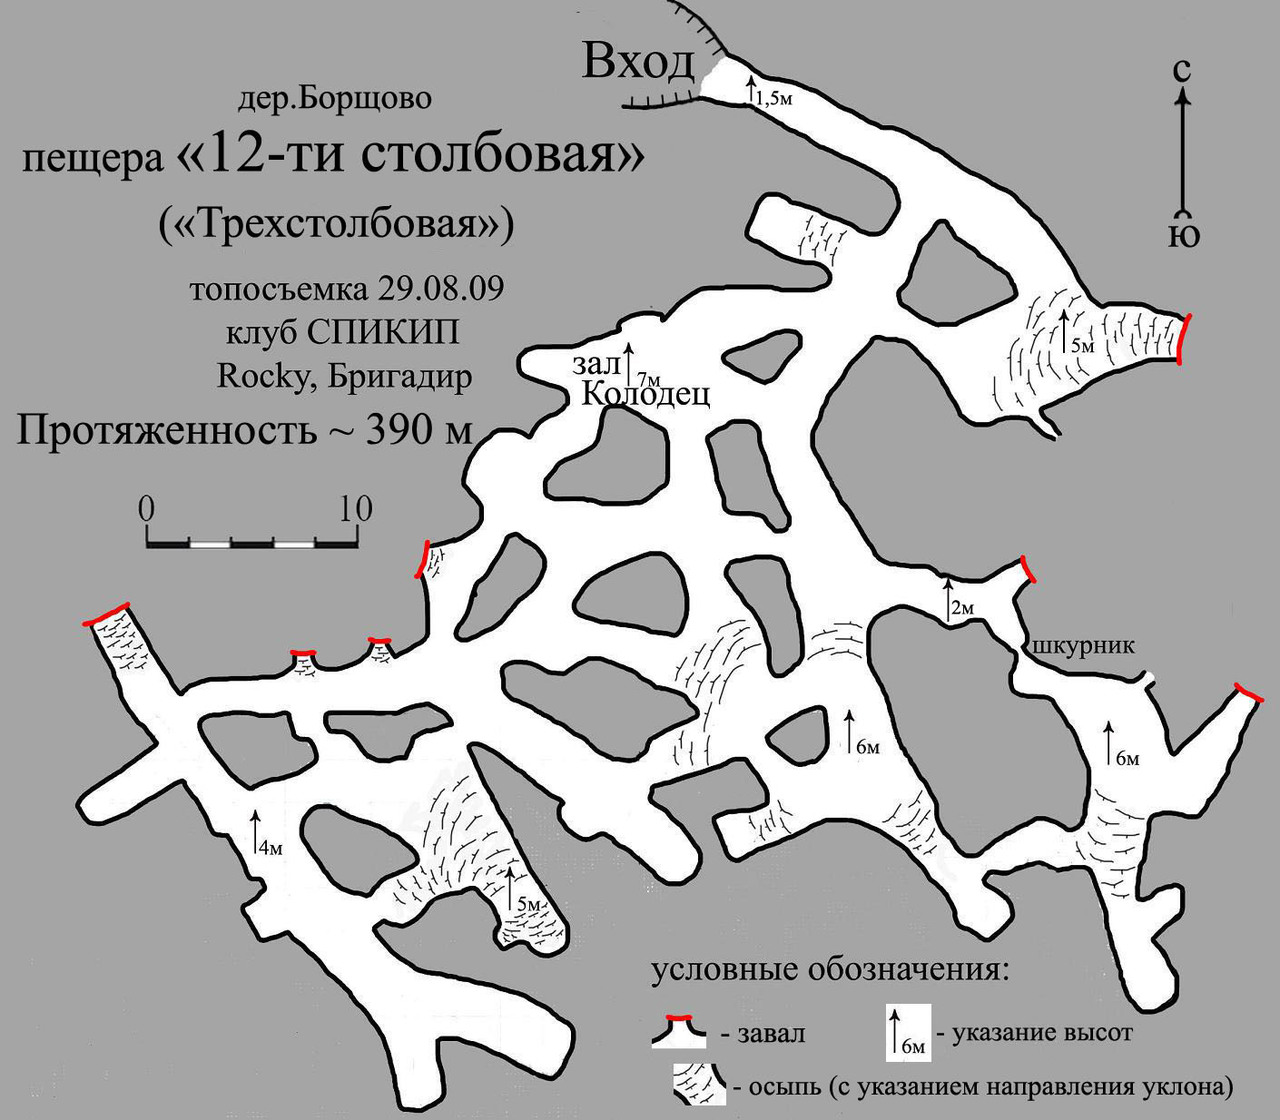 Вход
с
1,5м
дер.Борщово
пещера «12-ти столбовая»
(«Трехстолбовая»)
ю
топосъемка 29.08.09
клуб СПИКИП
Rocky, Бригадир
5м
зал
7м
Колодец
Протяженность ~ 390 м
0 10
2м
шкурник
6м
6м
4м
5м
условные обозначения:
- завал
6м
- указание высот
- осыпь (с указанием направления уклона)